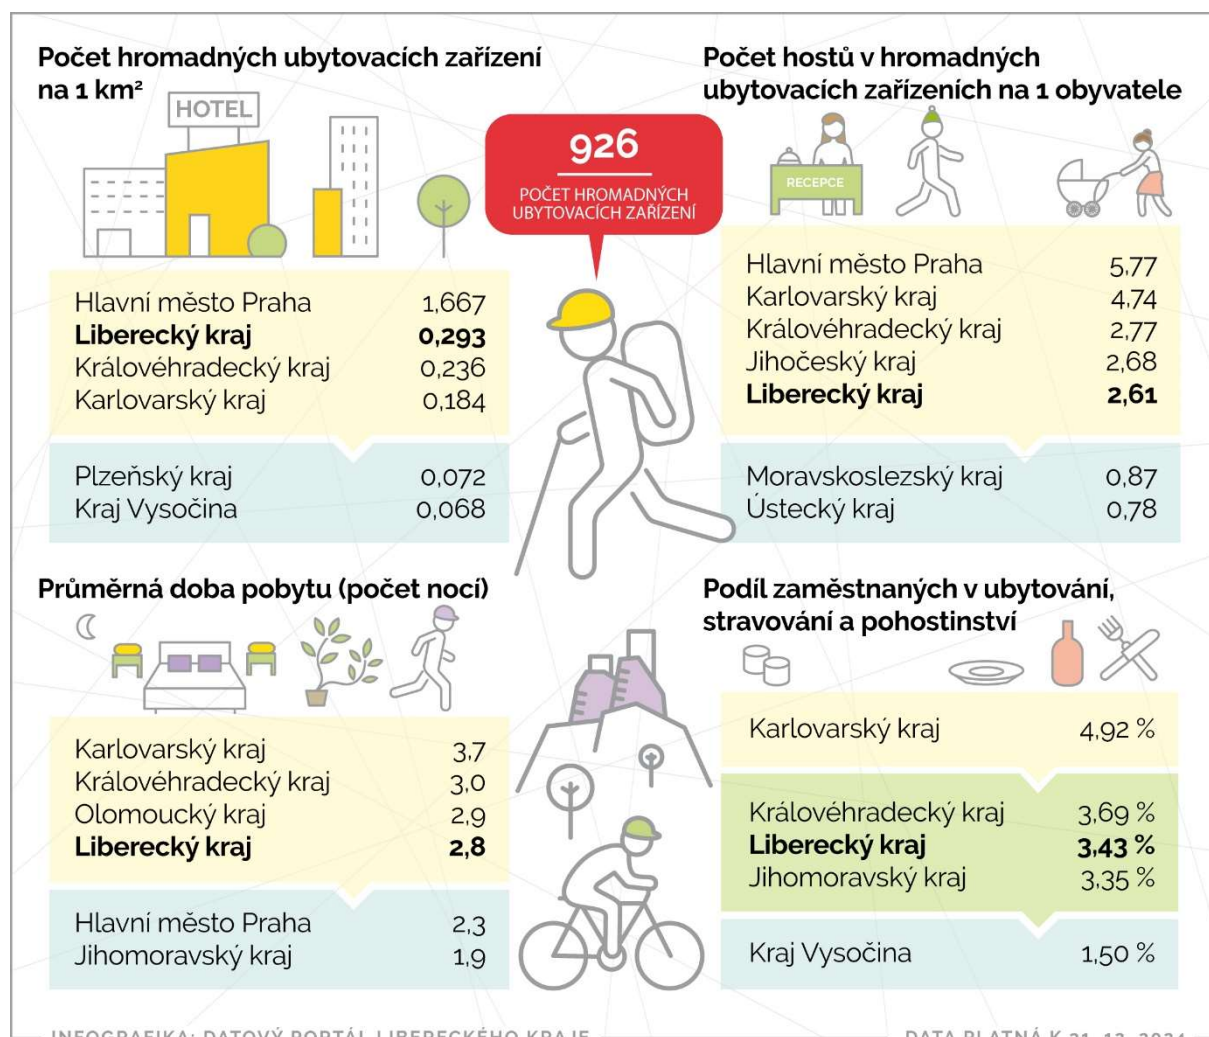 Počet hromadných ubytovacích zařízení
na 1 km²
HOTEL
Hlavní město Praha 1,667
Liberecký kraj 0,293
Královéhradecký kraj 0,236
Karlovarský kraj 0,184
Plzeňský kraj 0,072
Kraj Vysočina 0,068
926
POČET HROMADNÝCH
UBYTOVACÍCH ZAŘÍZENÍ
Počet hostů v hromadných
ubytovacích zařízeních na 1 obyvatele
RECEPCE
Hlavní město Praha 5,77
Karlovarský kraj 4,74
Královéhradecký kraj 2,77
Jihočeský kraj 2,68
Liberecký kraj 2,61
Moravskoslezský kraj 0,87
Ústecký kraj 0,78
Průměrná doba pobytu (počet nocí)
Karlovarský kraj 3,7
Královéhradecký kraj 3,0
Olomoucký kraj 2,9
Liberecký kraj 2,8
Hlavní město Praha 2,3
Jihomoravský kraj 1,9
Podíl zaměstnaných v ubytování,
stravování a pohostinství
Karlovarský kraj 4,92 %
Královéhradecký kraj 3,69 %
Liberecký kraj 3,43 %
Jihomoravský kraj 3,35 %
Kraj Vysočina 1,50 %
INFOGRAFIKA: DATOVÝ PORTÁL LIBERECKÉHO KRAJE
DATA PLATNÁ K 31. 12. 2024